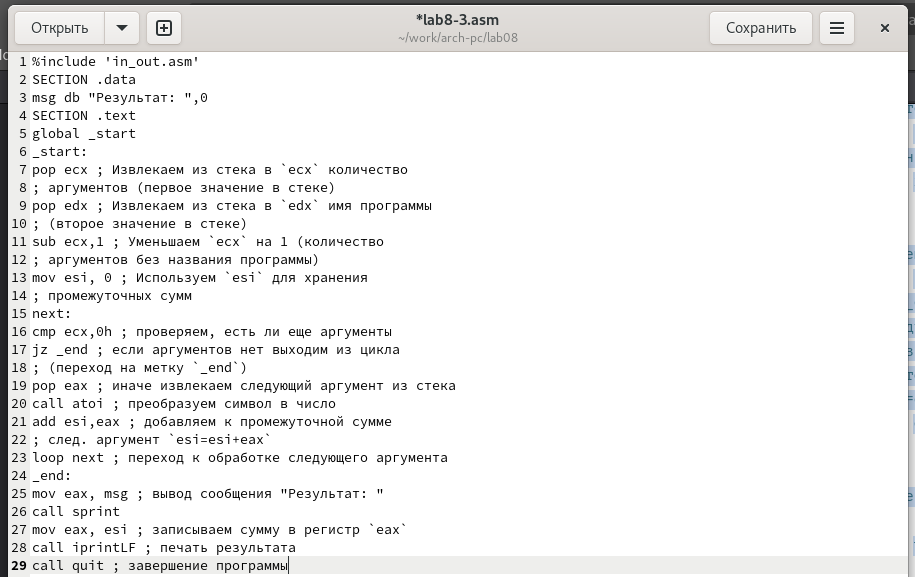 Открыть
*lab8-3.asm
~/work/arch-pc/lab08
Сохранить
1 %include 'in_out.asm'
2 SECTION .data
3 msg db "Результат: ",0
4 SECTION .text
5 global _start
6 _start:
7 pop ecx ; Извлекаем из стека в `ecx` количество
8 ; аргументов (первое значение в стеке)
9 pop edx ; Извлекаем из стека в `edx` имя программы
10 ; (второе значение в стеке)
11 sub ecx,1 ; Уменьшаем `ecx` на 1 (количество
12 ; аргументов без названия программы)
13 mov esi, 0 ; Используем `esi` для хранения
14 ; промежуточных сумм
15 next:
16 cmp ecx,0h ; проверяем, есть ли еще аргументы
17 jz _end ; если аргументов нет выходим из цикла
18 ; (переход на метку `_end`)
19 pop eax ; иначе извлекаем следующий аргумент из стека
20 call atoi ; преобразуем символ в число
21 add esi,eax ; добавляем к промежуточной сумме
22 ; след. аргумент `esi=esi+eax`
23 loop next ; переход к обработке следующего аргумента
24 _end:
25 mov eax, msg ; вывод сообщения "Результат: "
26 call sprint
27 mov eax, esi ; записываем сумму в регистр `eax`
28 call iprintLF ; печать результата
29 call quit ; завершение программы